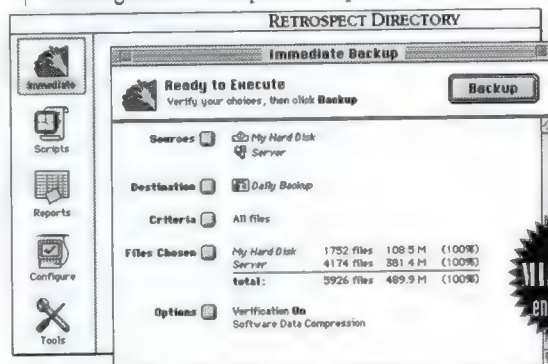 RETROSPECT DIRECTORY
Immediate
Scripts
Reports
Configure
Tools
Immediate Backup
Ready to Execute
Verify your choices, then click Backup
Backup
Sources
My Hard Disk
Server
Destination
Daily Backup
Criteria
All files
Files Chosen
My Hard Disk 1752 files 108.5 M (100%)
Server 4174 files 381.4 M (100%)
total: 5926 files 489.9 M (100%)
Options
Verification On
Software Data Compression